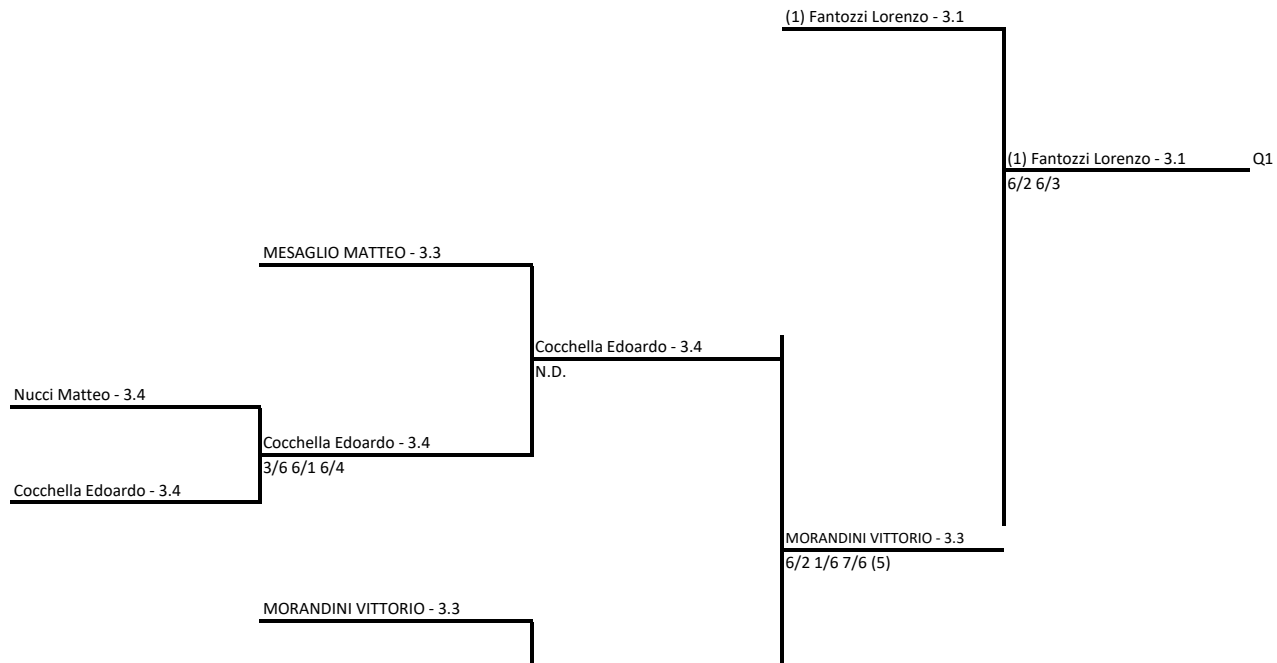 (1) Fantozzi Lorenzo - 3.1
(1) Fantozzi Lorenzo - 3.1 Q1
6/2 6/3
MESAGLIO MATTEO - 3.3
Cocchella Edoardo - 3.4
N.D.
Nucci Matteo - 3.4
Cocchella Edoardo - 3.4
3/6 6/1 6/4
Cocchella Edoardo - 3.4
MORANDINI VITTORIO - 3.3
6/2 1/6 7/6 (5)
MORANDINI VITTORIO - 3.3